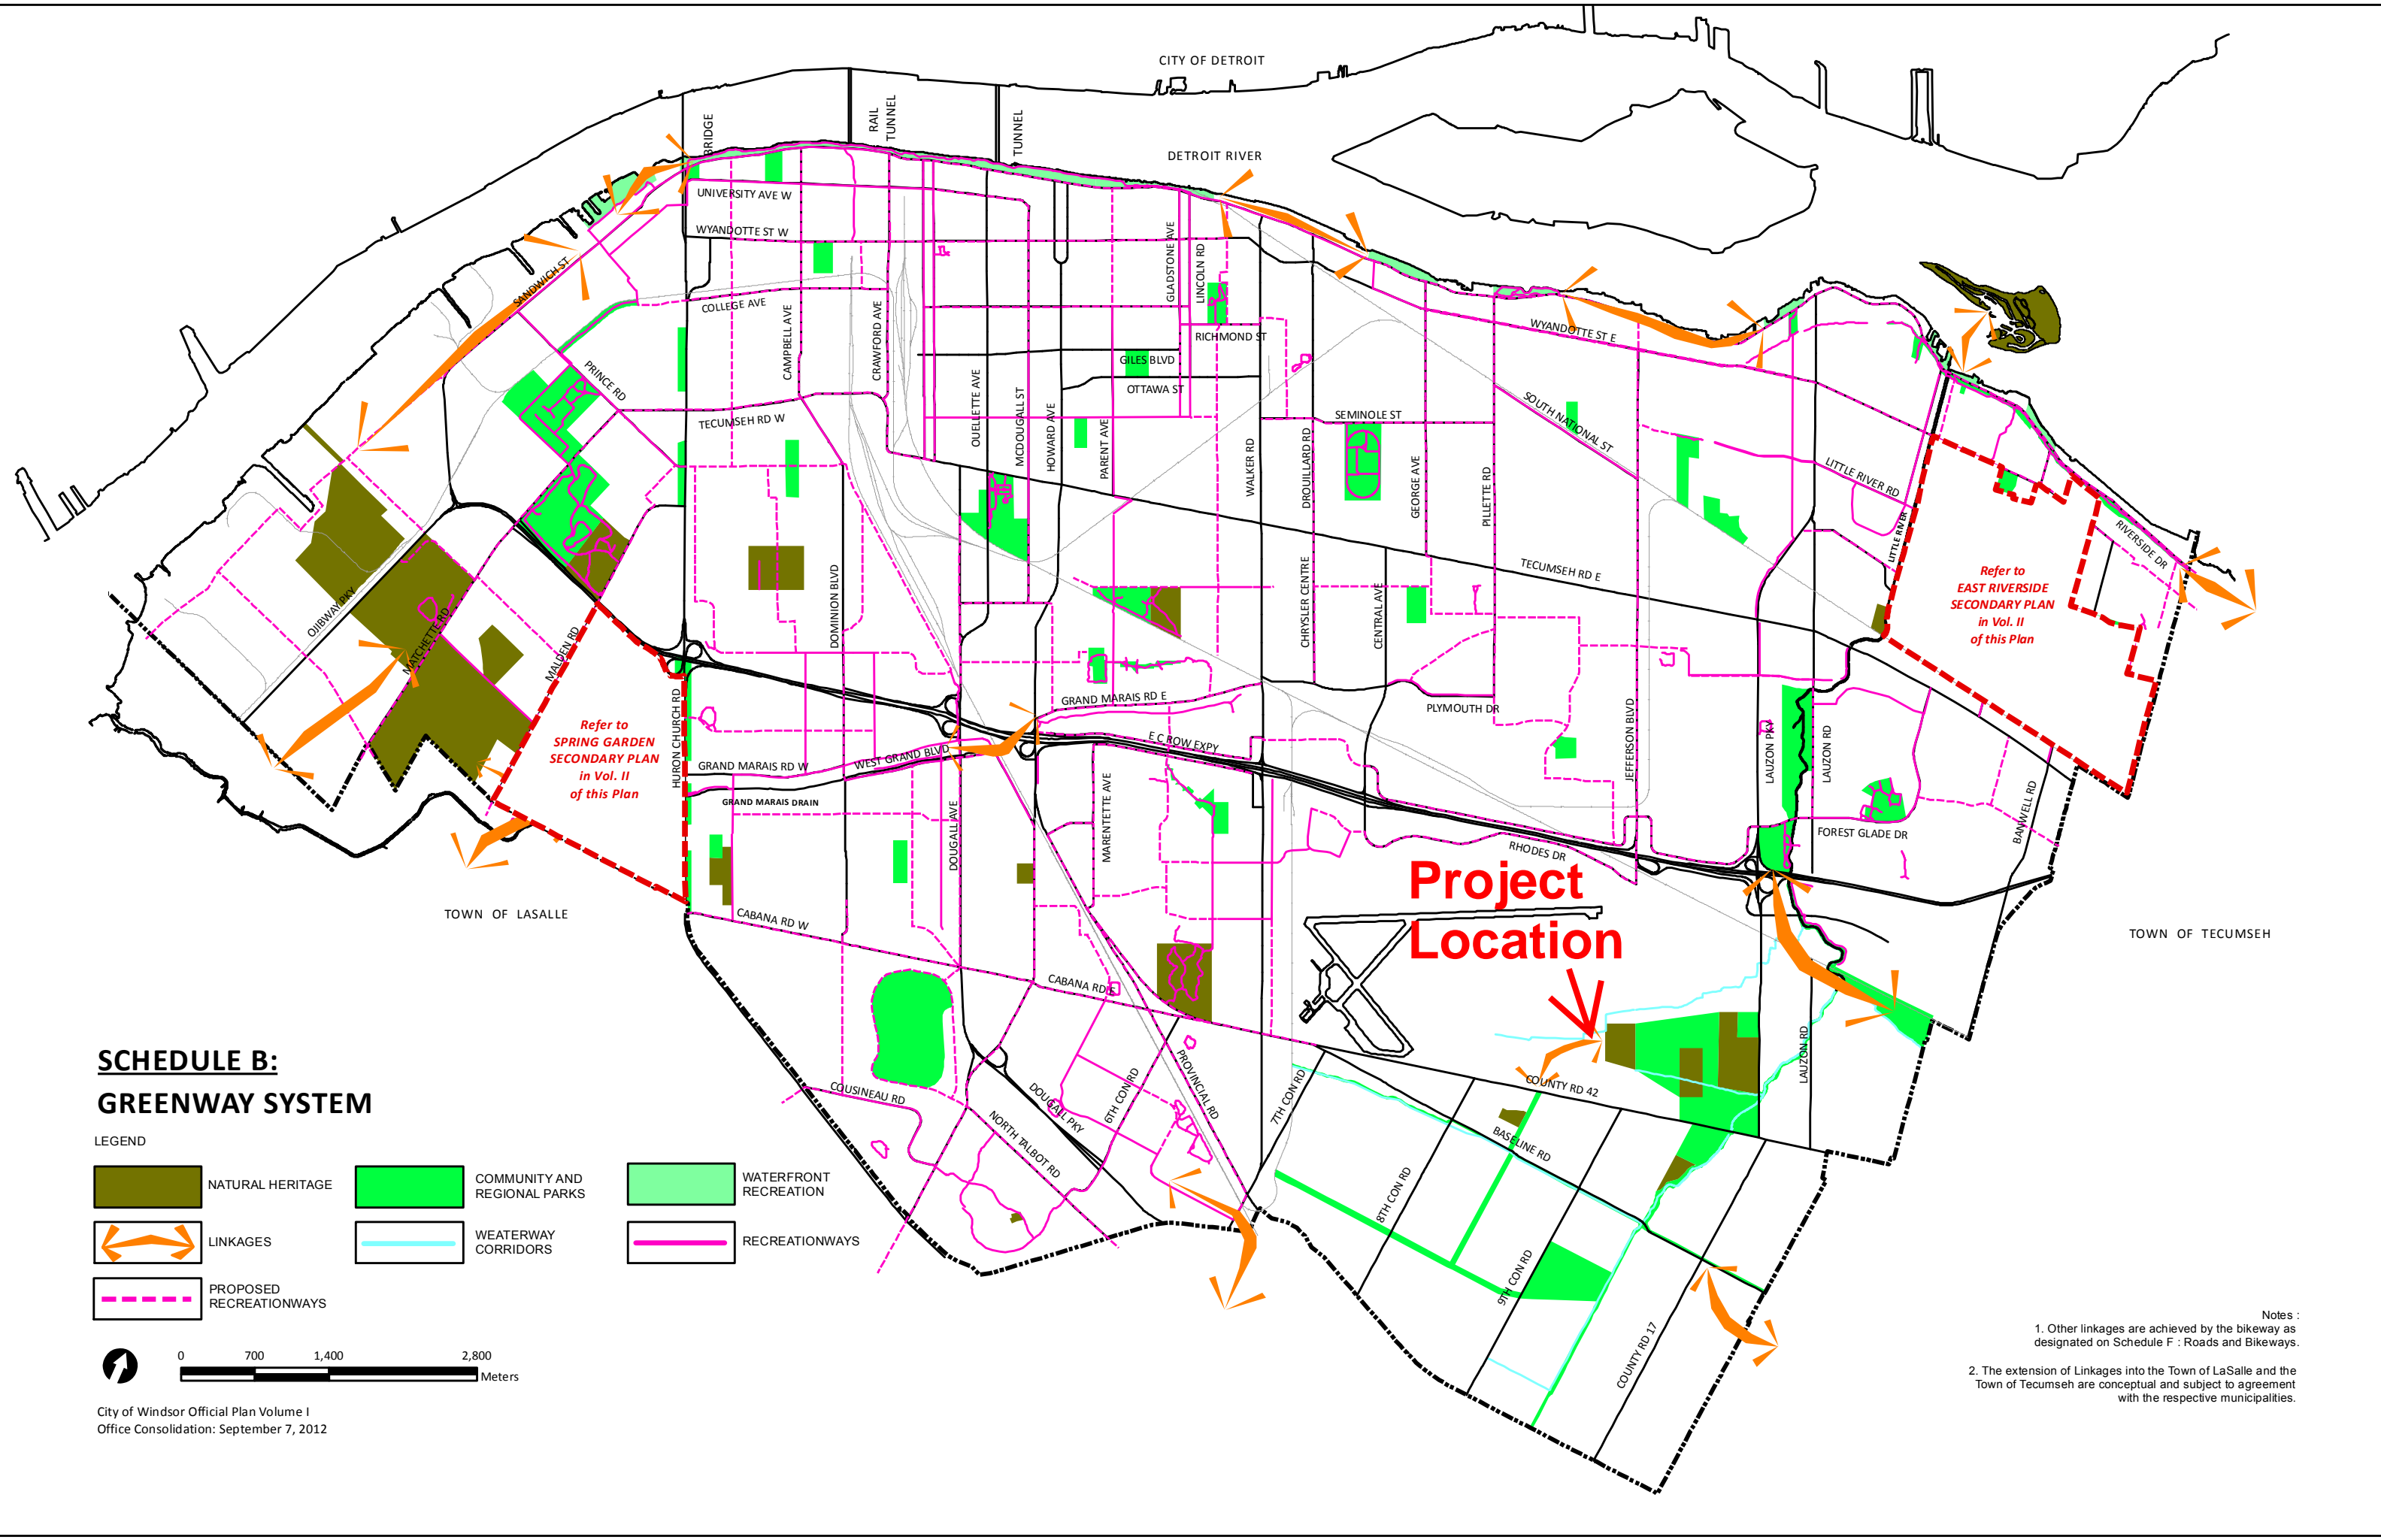 CITY OF DETROIT
BRIDGE
RAIL
TUNNEL
TUNNEL
DETROIT RIVER
UNIVERSITY AVE W
WYANDOTTE ST W
GLADSTONE AVE
LINCOLN RD
SANDWICH ST
COLLEGE AVE
CAMPBELL AVE
CRAWFORD AVE
RICHMOND ST
WYANDOTTE ST E
GILES BLVD
PRINCE RD
OTTAWA ST
OUELLETTE AVE
MCDOUGALL ST
HOWARD AVE
PARENT AVE
TECUMSEH RD W
SEMINOLE ST
SOUTH NATIONAL ST
WALKER RD
DROUILLARD RD
GEORGE AVE
PILLETTE RD
LITTLE RIVER RD
LITTLE RIVER
RIVERSIDE DR
TECUMSEH RD E
Refer to
EAST RIVERSIDE
SECONDARY PLAN
in Vol. II
of this Plan
OJIBWAY PKY
MATCHETTE RD
MALDEN RD
DOMINION BLVD
CHRYSLER CENTRE
CENTRAL AVE
HURON CHURCH RD
GRAND MARAIS RD E
PLYMOUTH DR
JEFFERSON BLVD
LAUZON PKY
LAUZON RD
Refer to
SPRING GARDEN
SECONDARY PLAN
in Vol. II
of this Plan
E C ROW EXPY
WEST GRAND BLVD
GRAND MARAIS RD W
GRAND MARAIS DRAIN
DOUGALL AVE
MARENTETTE AVE
BANWELL RD
FOREST GLADE DR
RHODES DR
Project
Location
TOWN OF LASALLE
CABANA RD W
TOWN OF TECUMSEH
CABANA RD E
LAUZON RD
COUNTY RD 42
COUSINEAU RD
DOUGALL PKY
6TH CON RD
PROVINCIAL RD
7TH CON RD
NORTH TALBOT RD
BASELINE RD
8TH CON RD
9TH CON RD
COUNTY RD 17
SCHEDULE B:
GREENWAY SYSTEM
LEGEND
NATURAL HERITAGE
COMMUNITY AND
REGIONAL PARKS
WATERFRONT
RECREATION
LINKAGES
WEATERWAY
CORRIDORS
RECREATIONWAYS
PROPOSED
RECREATIONWAYS
0 700 1,400 2,800
Meters
City of Windsor Official Plan Volume I
Office Consolidation: September 7, 2012
Notes :
1. Other linkages are achieved by the bikeway as
designated on Schedule F : Roads and Bikeways.
2. The extension of Linkages into the Town of LaSalle and the
Town of Tecumseh are conceptual and subject to agreement
with the respective municipalities.